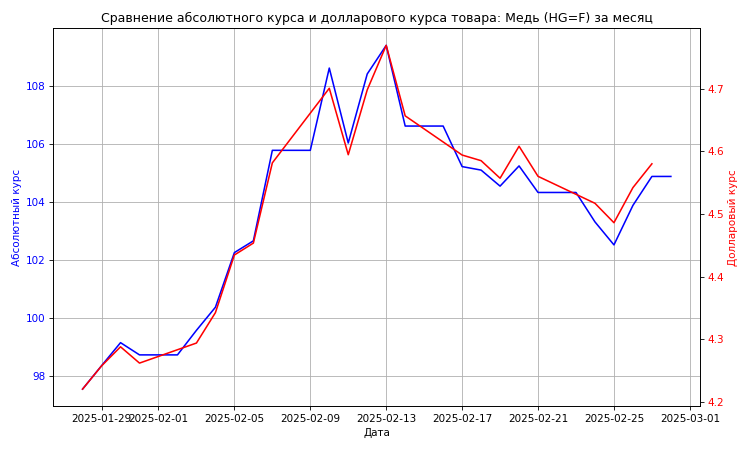 Сравнение абсолютного курса и долларового курса товара: Медь (HG=F) за месяц
Абсолютный курс
108
106
104
102
100
98
4.7
4.6
4.5
4.4
4.3
4.2
Долларовый курс
2025-01-29 2025-02-01 2025-02-05 2025-02-09 2025-02-13 2025-02-17 2025-02-21 2025-02-25 2025-03-01
Дата